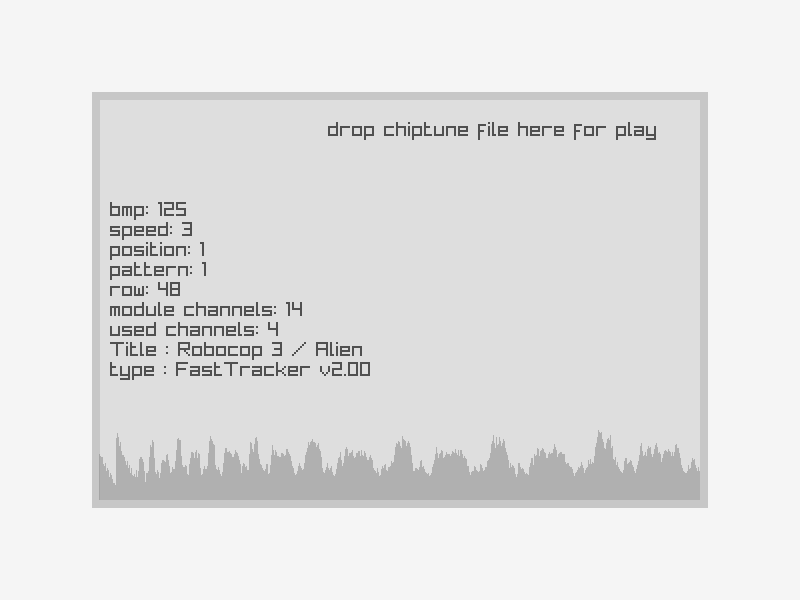 drop chiptune file here for play
bmp: 125
speed: 3
position: 1
pattern: 1
row: 48
module channels: 14
used channels: 4
Title : Robocop 3 / Alien
type : FastTracker v2.00